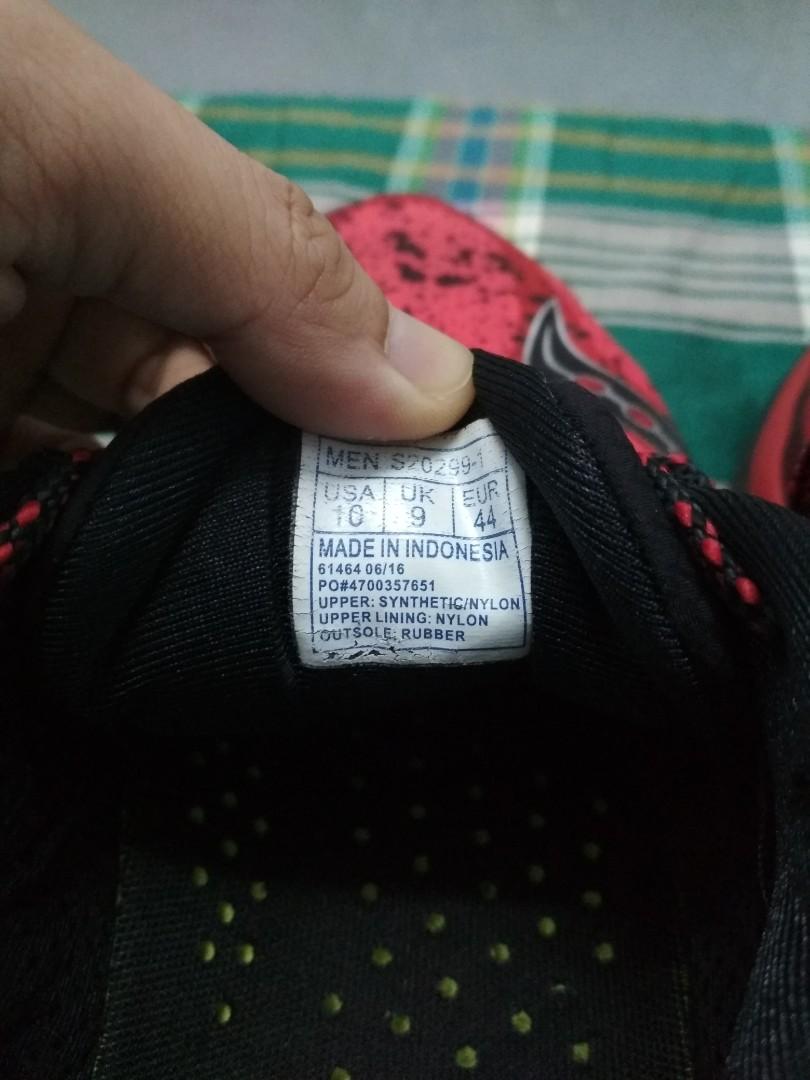 MEN S20299-1
USA UK EUR
10 9 44
MADE IN INDONESIA
61464 06/16
PO#4700357651
UPPER: SYNTHETIC/NYLON
UPPER LINING: NYLON
OUTSOLE: RUBBER